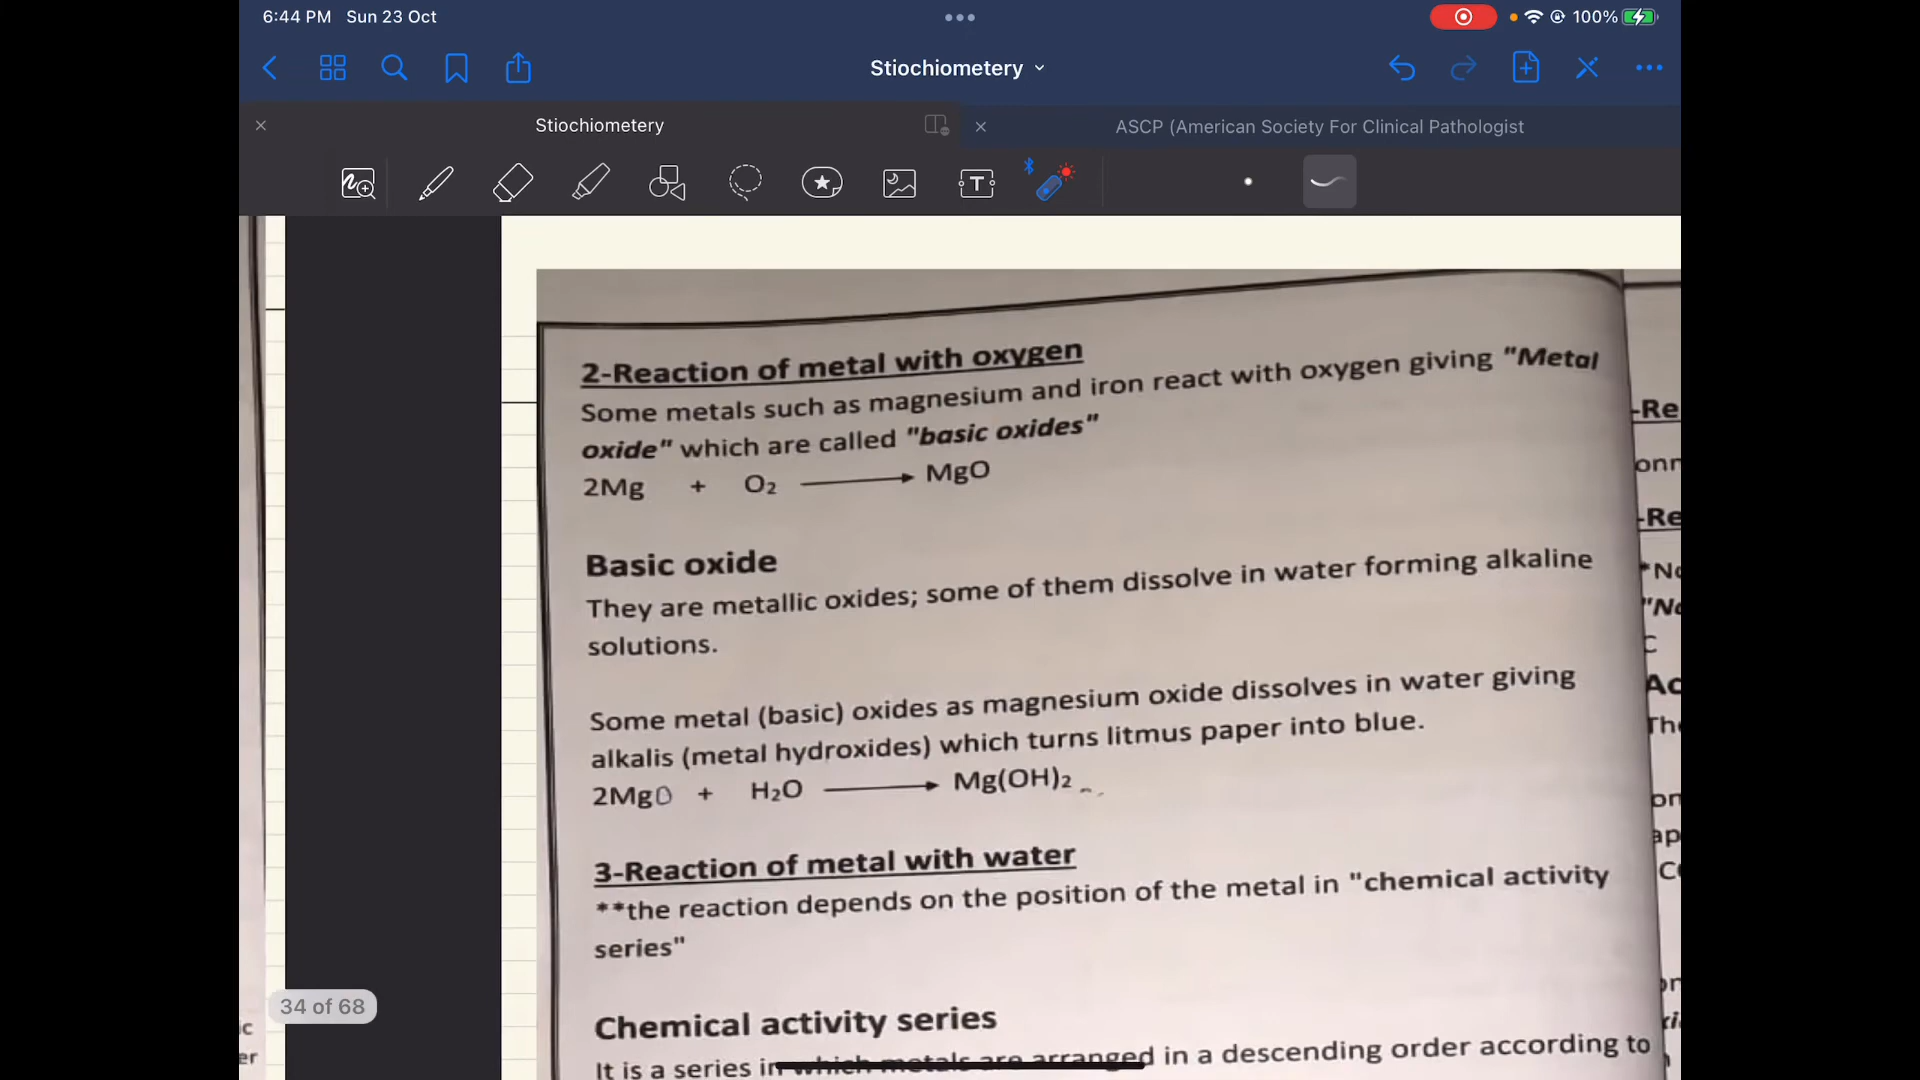 6:44 PM Sun 23 Oct
100%
Stiochiometery
Stiochiometery
ASCP (American Society For Clinical Pathologist
T
2-Reaction of metal with oxygen
Some metals such as magnesium and iron react with oxygen giving "Metal
oxide" which are called "basic oxides"
2Mg + O₂ ⟶ MgO
Basic oxide
They are metallic oxides; some of them dissolve in water forming alkaline
solutions.
Some metal (basic) oxides as magnesium oxide dissolves in water giving
alkalis (metal hydroxides) which turns litmus paper into blue.
2MgO + H₂O ⟶ Mg(OH)₂
3-Reaction of metal with water
**the reaction depends on the position of the metal in "chemical activity
series"
Chemical activity series
It is a series in which metals are arranged in a descending order according to
34 of 68
-Re
-Re